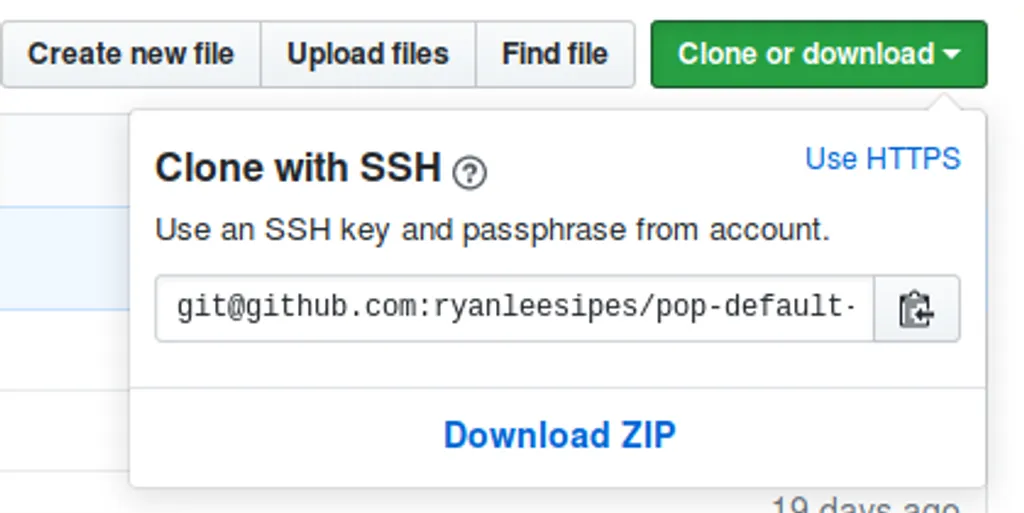 Create new file
Upload files
Find file
Clone or download
Clone with SSH ?
Use HTTPS
Use an SSH key and passphrase from account.
git@github.com:ryanleesipes/pop-default-
Download ZIP
19 days ago